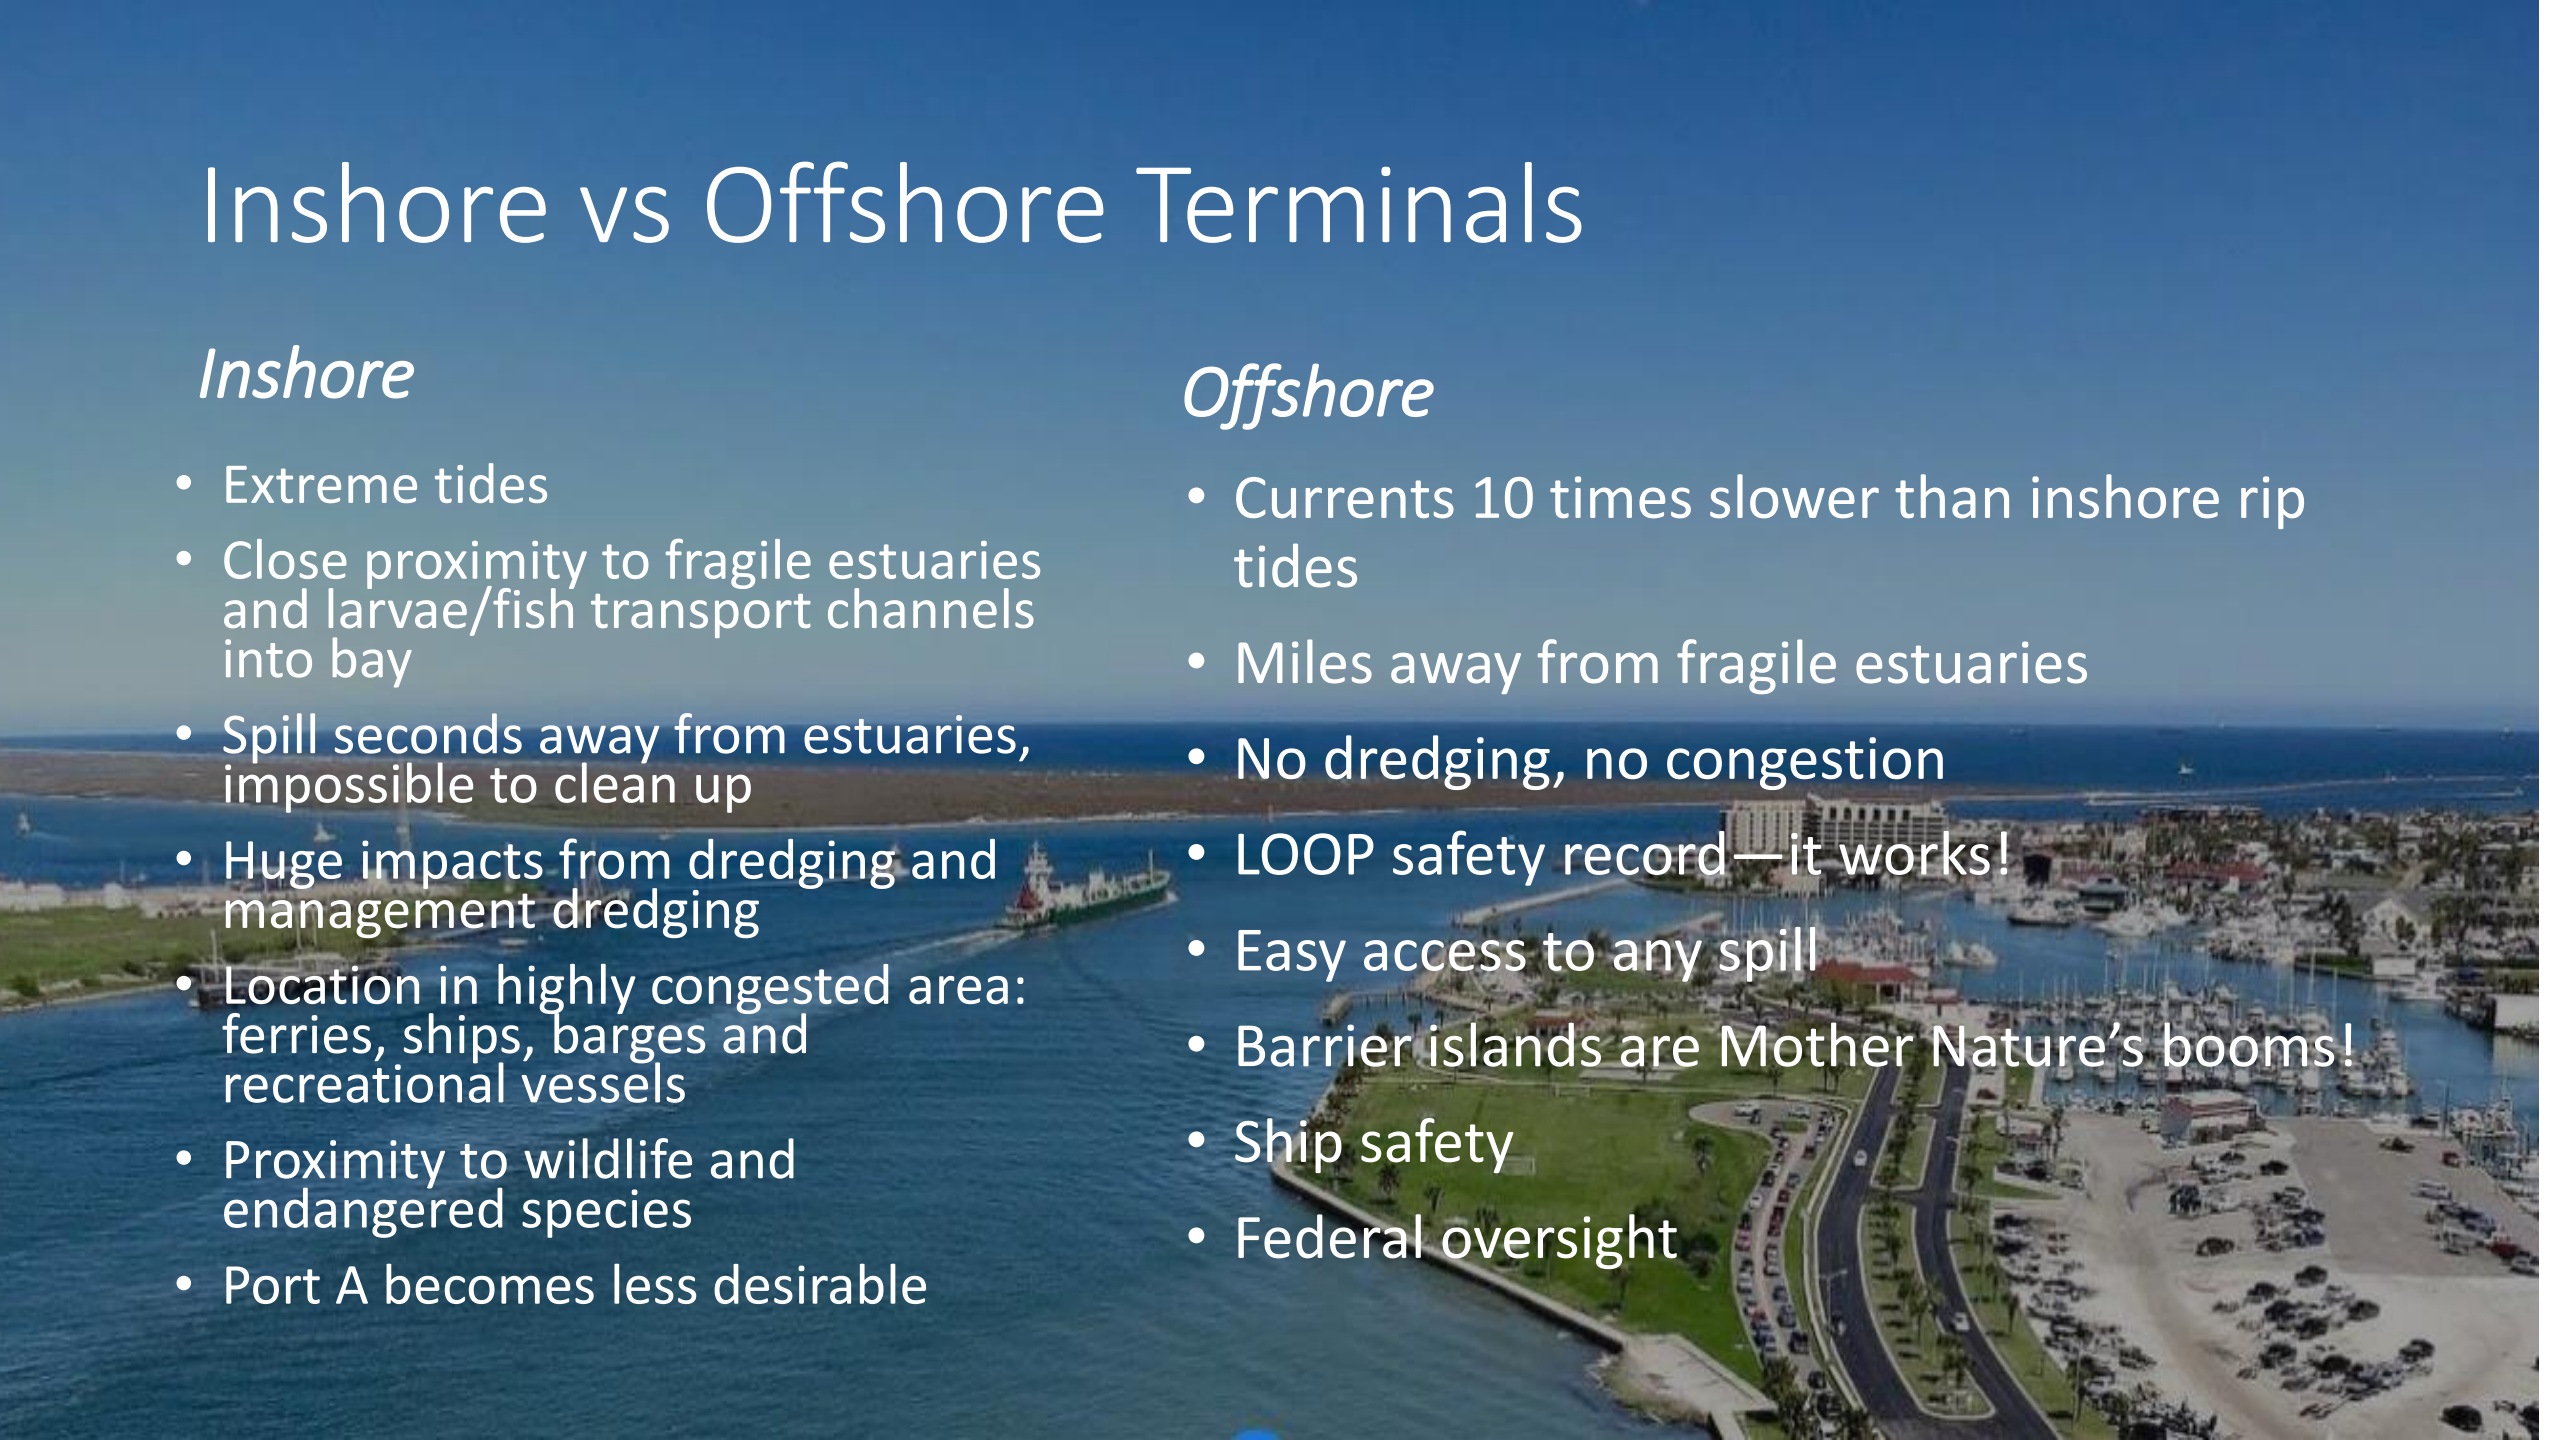 Inshore vs Offshore Terminals
Inshore
• Extreme tides
• Close proximity to fragile estuaries
and larvae/fish transport channels
into bay
• Spill seconds away from estuaries,
impossible to clean up
• Huge impacts from dredging and
management dredging
• Location in highly congested area:
ferries, ships, barges and
recreational vessels
• Proximity to wildlife and
endangered species
• Port A becomes less desirable
Offshore
• Currents 10 times slower than inshore rip
tides
• Miles away from fragile estuaries
• No dredging, no congestion
• LOOP safety record—it works!
• Easy access to any spill
• Barrier islands are Mother Nature’s booms!
• Ship safety
• Federal oversight